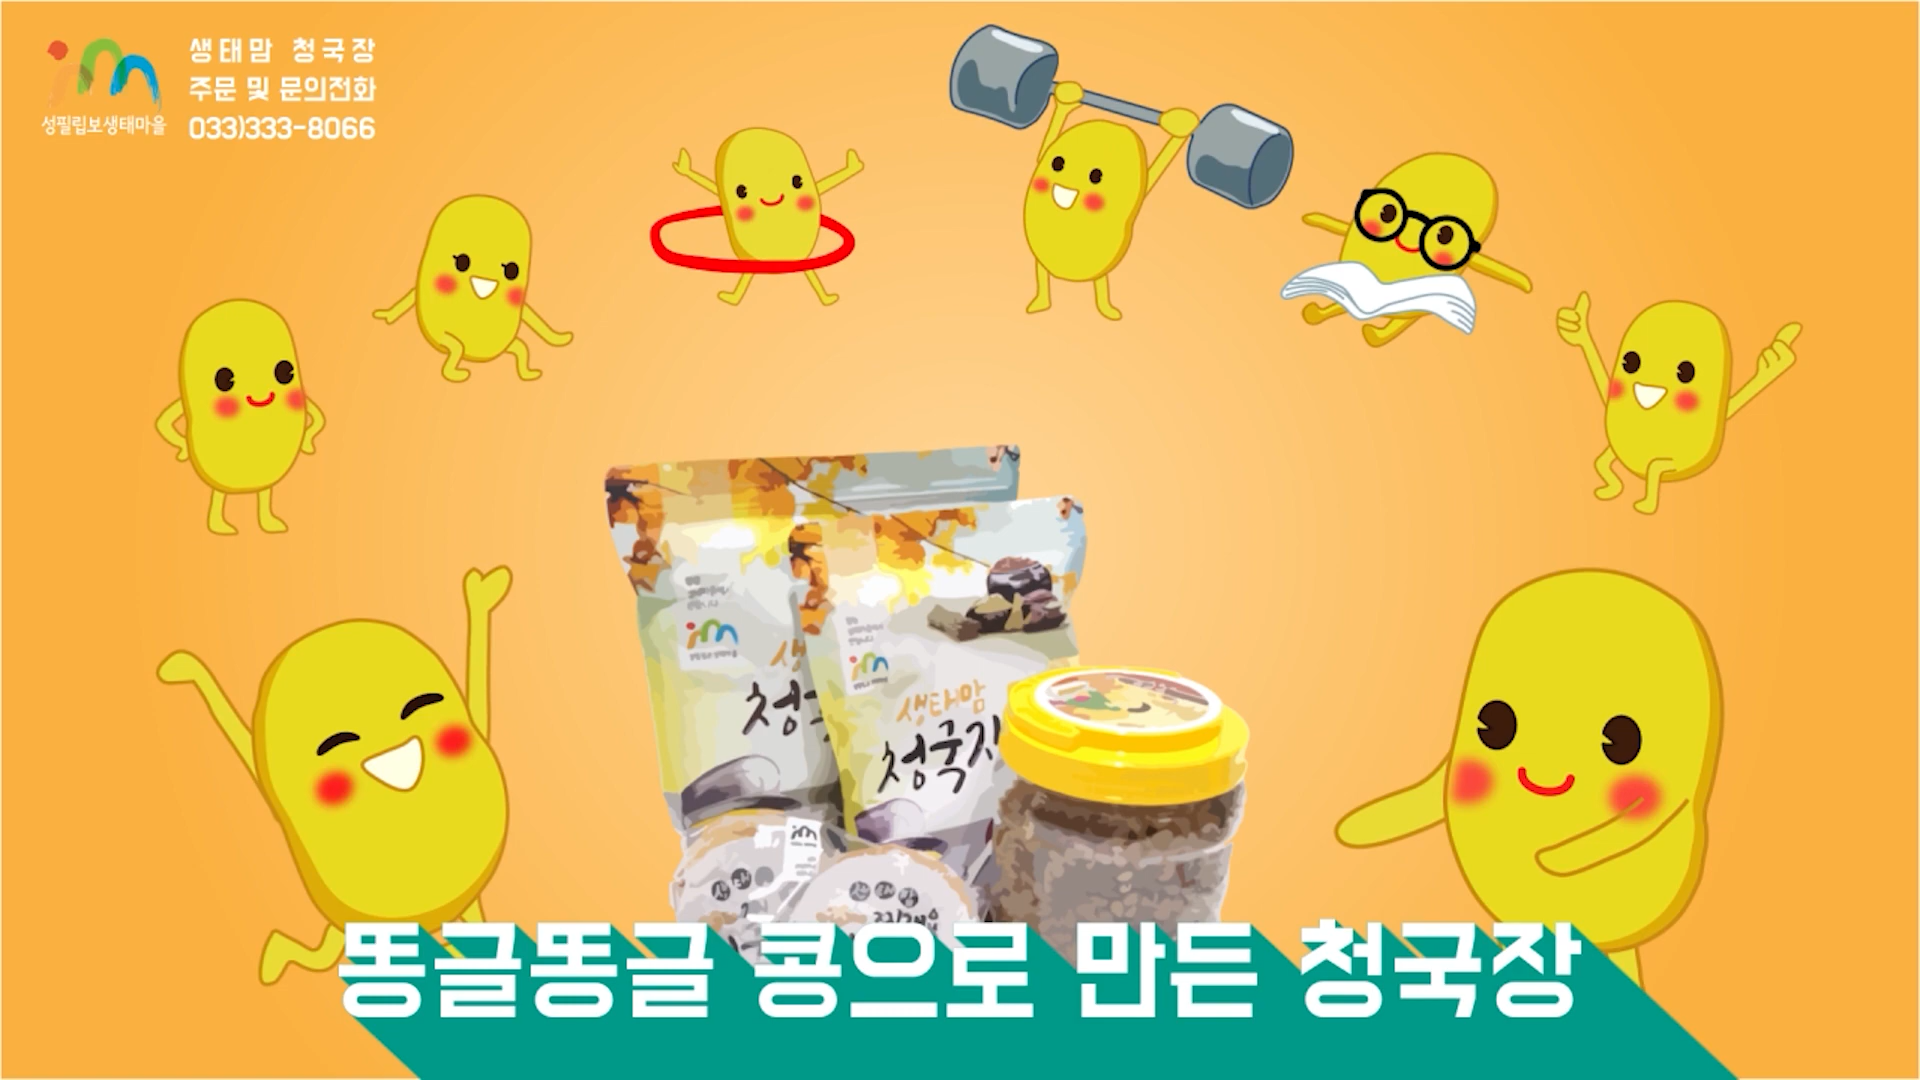 성필립보생태마을
생태맘 청국장
주문 및 문의전화
033)333-8066
생태맘
청국장
똥글똥글 콩으로 만든 청국장